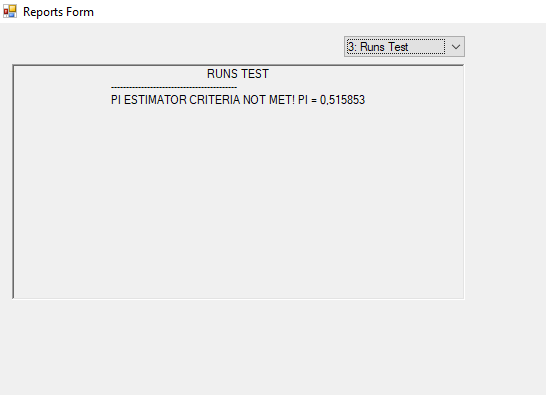 Reports Form
3: Runs Test
RUNS TEST
------------------------------------------
PI ESTIMATOR CRITERIA NOT MET! PI = 0,515853